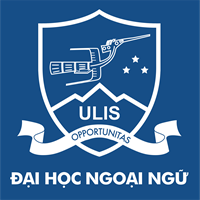 ULIS
OPPORTUNITAS
ĐẠI HỌC NGOẠI NGỮ